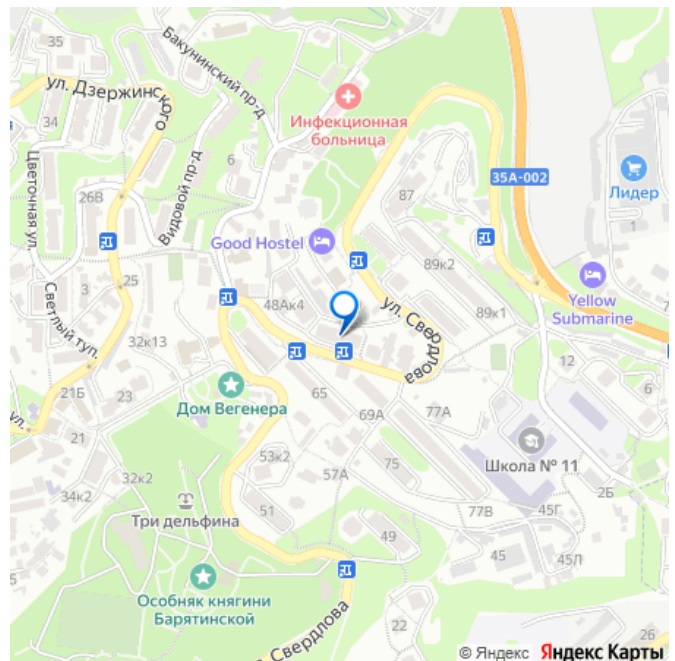 35
Бакунинский пр-д
ул. Дзержинского
Инфекционная
больница
34
Цветочная ул.
26В
Видовой пр-д
6
87
35А-002
Лидер
1
Good Hostel
89к2
3
25
Светлый туп.
48Ак4
ул. Свердлова
89к1
Yellow
Submarine
32к13
12
6
21Б
23
Дом Вегенера
65
69А
77А
ул.
21
53к2
57А
75
Школа № 11
32к2
34к2
Три дельфина
51
77В
45Г
2Б
49
45
45Л
Особняк княгини
Барятинской
Свердлова
22
26
© Яндекс Яндекс Карты